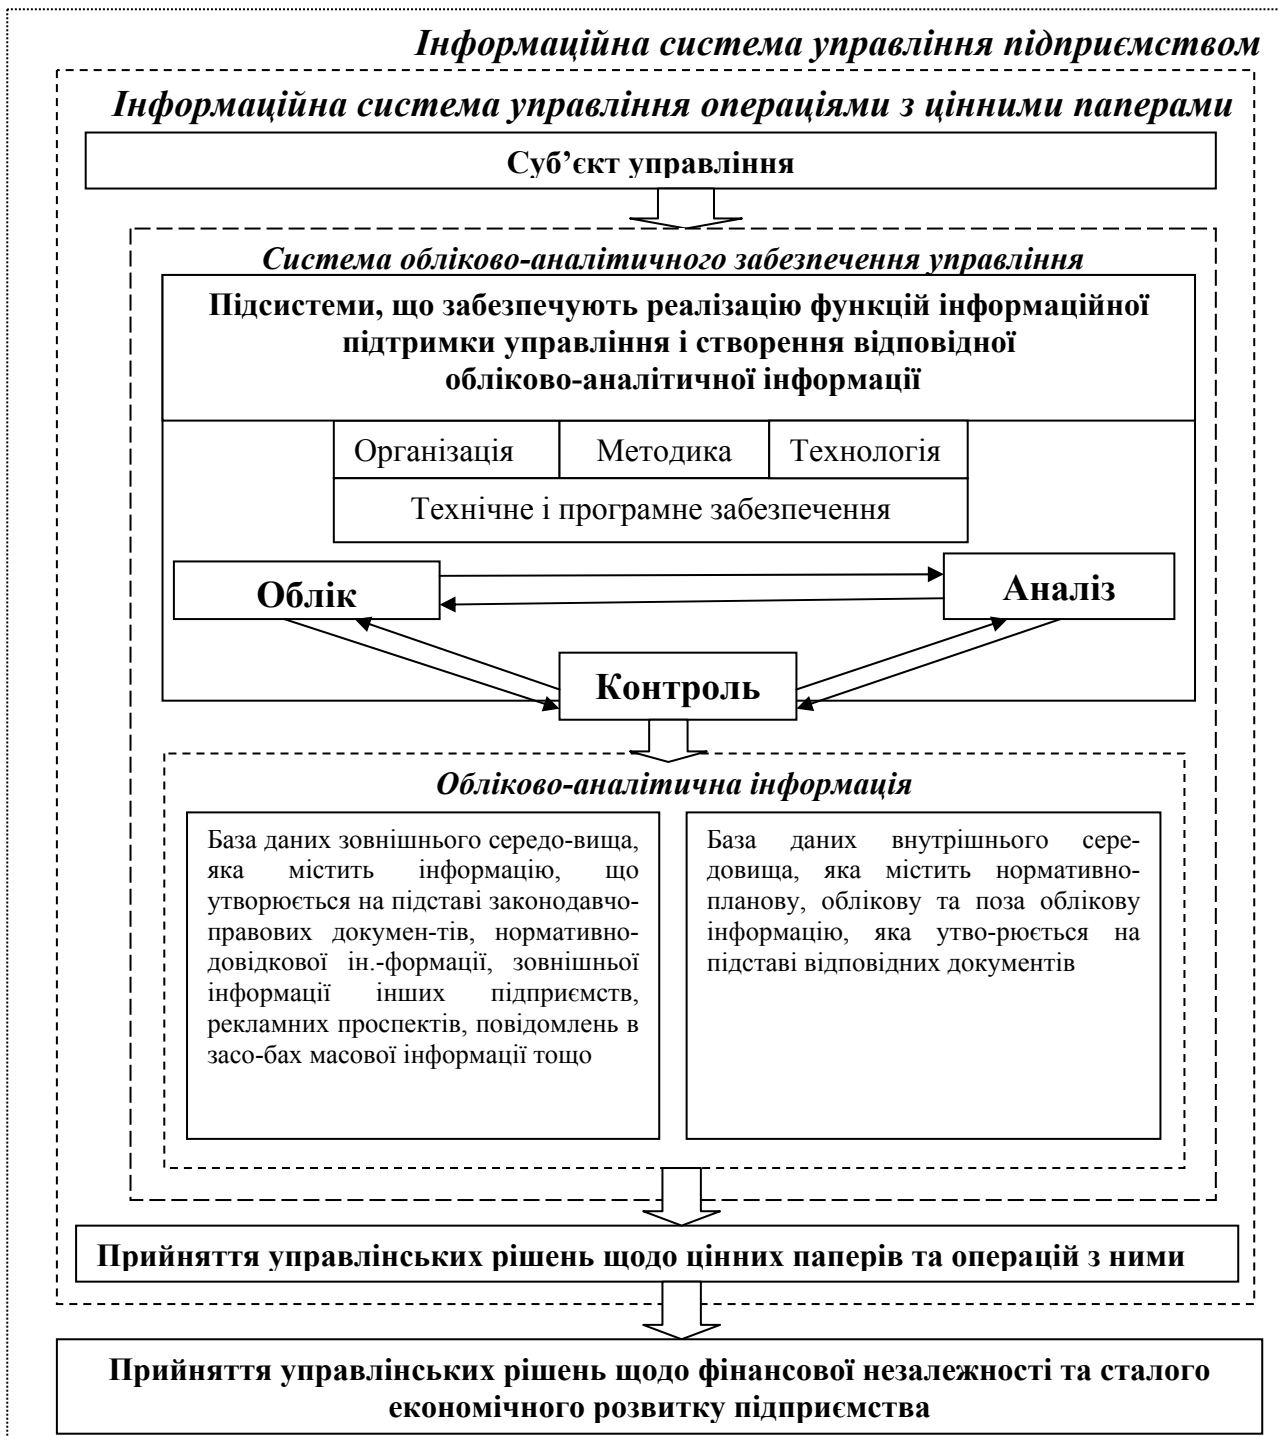 Інформаційна система управління підприємством
Інформаційна система управління операціями з цінними паперами
Суб’єкт управління
Система обліково-аналітичного забезпечення управління
Підсистеми, що забезпечують реалізацію функцій інформаційної
підтримки управління і створення відповідної
обліково-аналітичної інформації
Організація
Методика
Технологія
Технічне і програмне забезпечення
Облік
Аналіз
Контроль
Обліково-аналітична інформація
База даних зовнішнього середо-вища,
яка містить інформацію, що
утворюється на підставі законодавчо-
правових докумен-тів, нормативно-
довідкової ін.-формації, зовнішньої
інформації інших підприємств,
рекламних проспектів, повідомлень в
засо-бах масової інформації тощо
База даних внутрішнього сере-
довища, яка містить нормативно-
планову, облікову та поза облікову
інформацію, яка утво-рюється на
підставі відповідних документів
Прийняття управлінських рішень щодо цінних паперів та операцій з ними
Прийняття управлінських рішень щодо фінансової незалежності та сталого
економічного розвитку підприємства